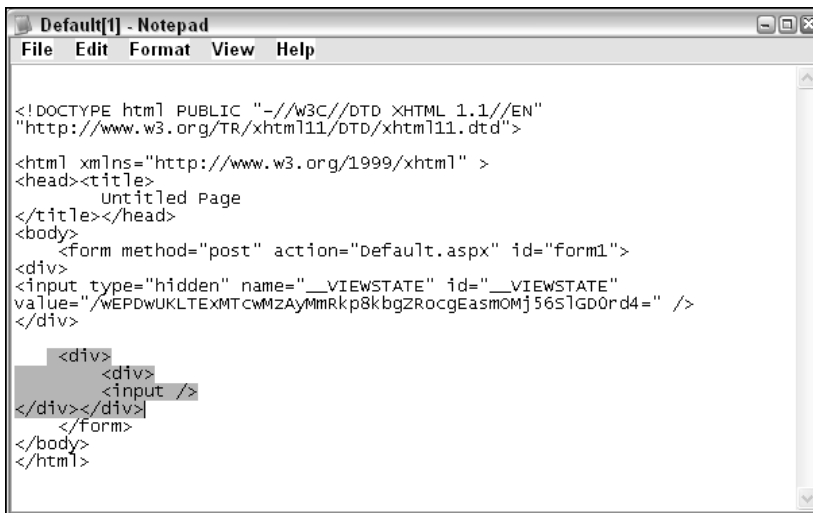 Default[1] - Notepad
File Edit Format View Help
<!DOCTYPE html PUBLIC "-//W3C//DTD XHTML 1.1//EN"
"http://www.w3.org/TR/xhtml11/DTD/xhtml11.dtd">
<html xmlns="http://www.w3.org/1999/xhtml" >
<head><title>
Untitled Page
</title></head>
<body>
<form method="post" action="Default.aspx" id="form1">
<div>
<input type="hidden" name="__VIEWSTATE" id="__VIEWSTATE"
value="/wEPDwUKLTExMTcwMzAyMmRkp8kbgZRocgEasmOMj56SlGDOrd4=" />
</div>
<div>
<div>
<input />
</div></div>
</form>
</body>
</html>